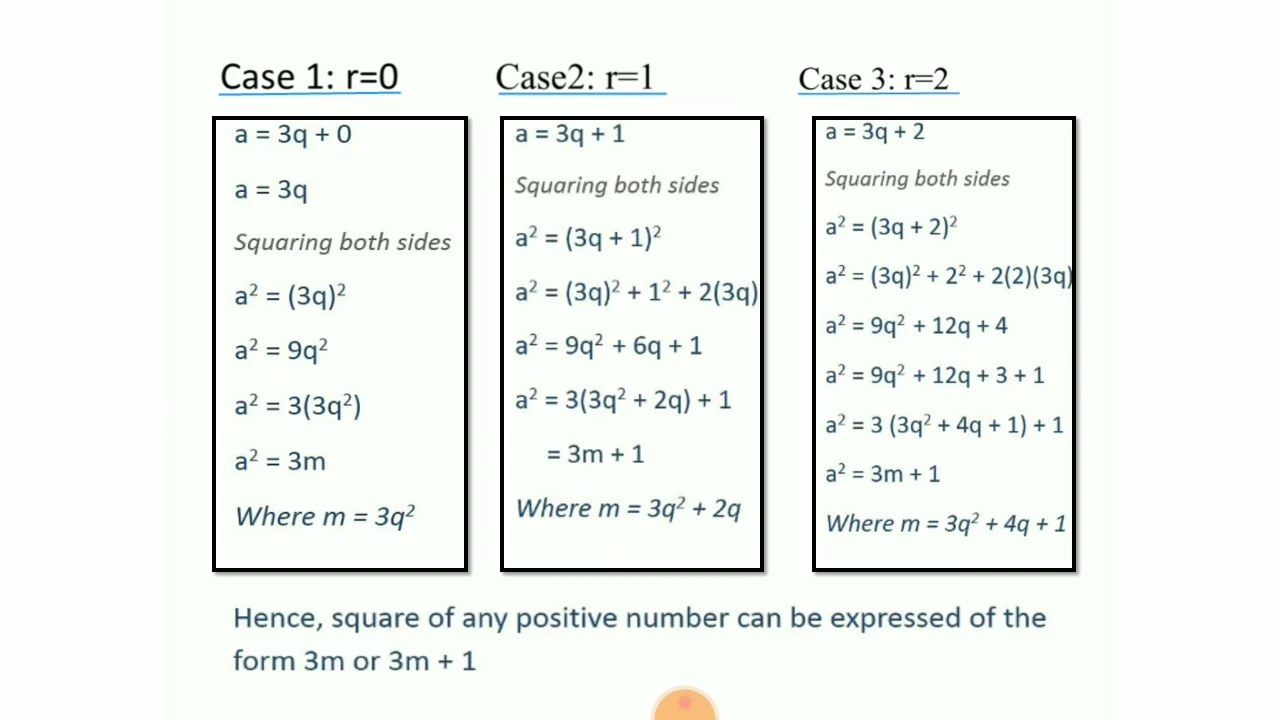 Case 1: r=0
a = 3q + 0
a = 3q
Squaring both sides
a² = (3q)²
a² = 9q²
a² = 3(3q²)
a² = 3m
Where m = 3q²
Case2: r=1
a = 3q + 1
Squaring both sides
a² = (3q + 1)²
a² = (3q)² + 1² + 2(3q)
a² = 9q² + 6q + 1
a² = 3(3q² + 2q) + 1
= 3m + 1
Where m = 3q² + 2q
Case 3: r=2
a = 3q + 2
Squaring both sides
a² = (3q + 2)²
a² = (3q)² + 2² + 2(2)(3q)
a² = 9q² + 12q + 4
a² = 9q² + 12q + 3 + 1
a² = 3 (3q² + 4q + 1) + 1
a² = 3m + 1
Where m = 3q² + 4q + 1
Hence, square of any positive number can be expressed of the
form 3m or 3m + 1